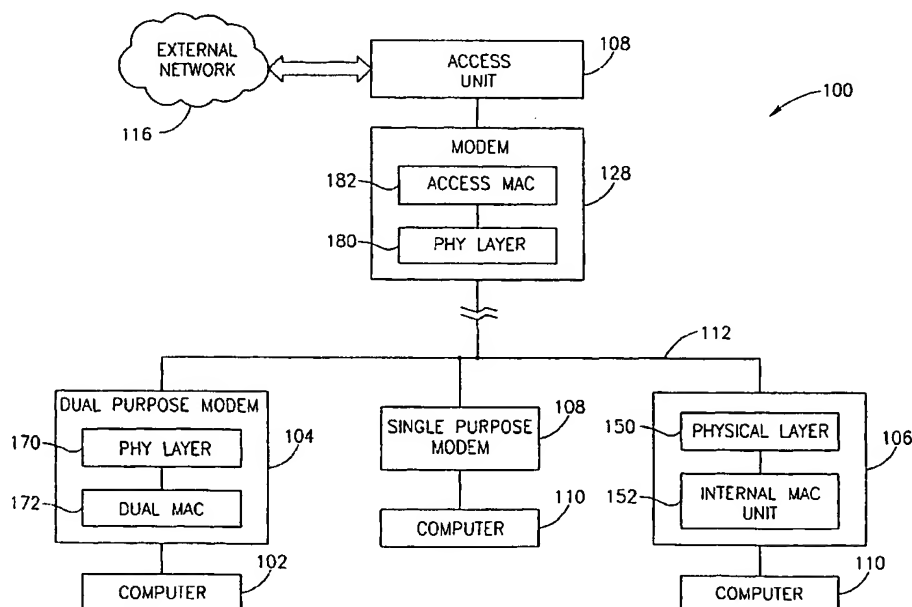 EXTERNAL
NETWORK
116
ACCESS
UNIT
108
100
MODEM
128
182
ACCESS MAC
180
PHY LAYER
112
DUAL PURPOSE MODEM
104
170
PHY LAYER
172
DUAL MAC
102
COMPUTER
SINGLE PURPOSE
MODEM
108
COMPUTER
110
150
PHYSICAL LAYER
106
152
INTERNAL MAC
UNIT
COMPUTER
110